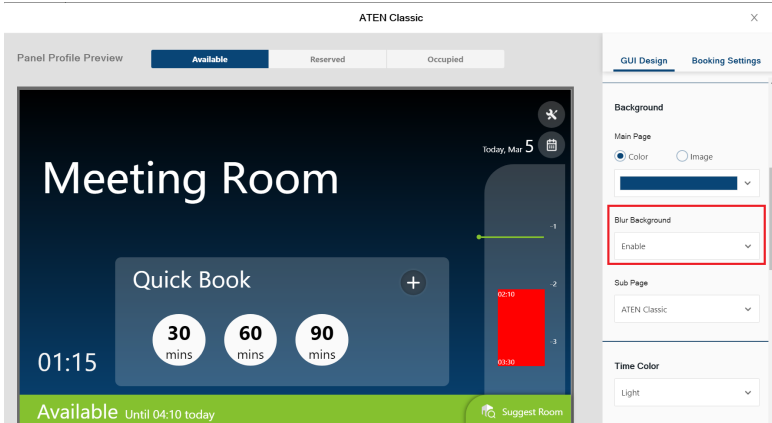 ATEN Classic
Panel Profile Preview
Available
Reserved
Occupied
GUI Design
Booking Settings
Today, Mar 5
Meeting Room
-1
Quick Book
-2
02:10
30
mins
60
mins
90
mins
-3
03:30
01:15
Available Until 04:10 today
Suggest Room
Background
Main Page
Color
Image
Blur Background
Enable
Sub Page
ATEN Classic
Time Color
Light